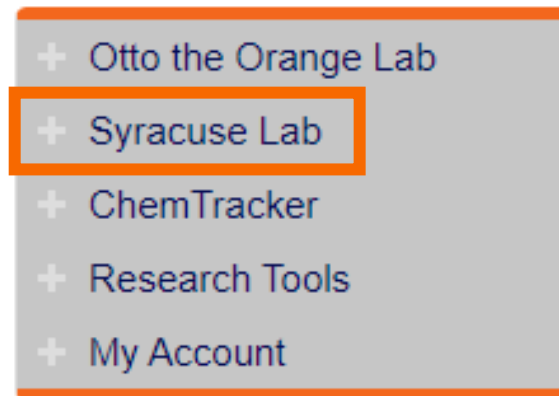 Otto the Orange Lab
Syracuse Lab
ChemTracker
Research Tools
My Account